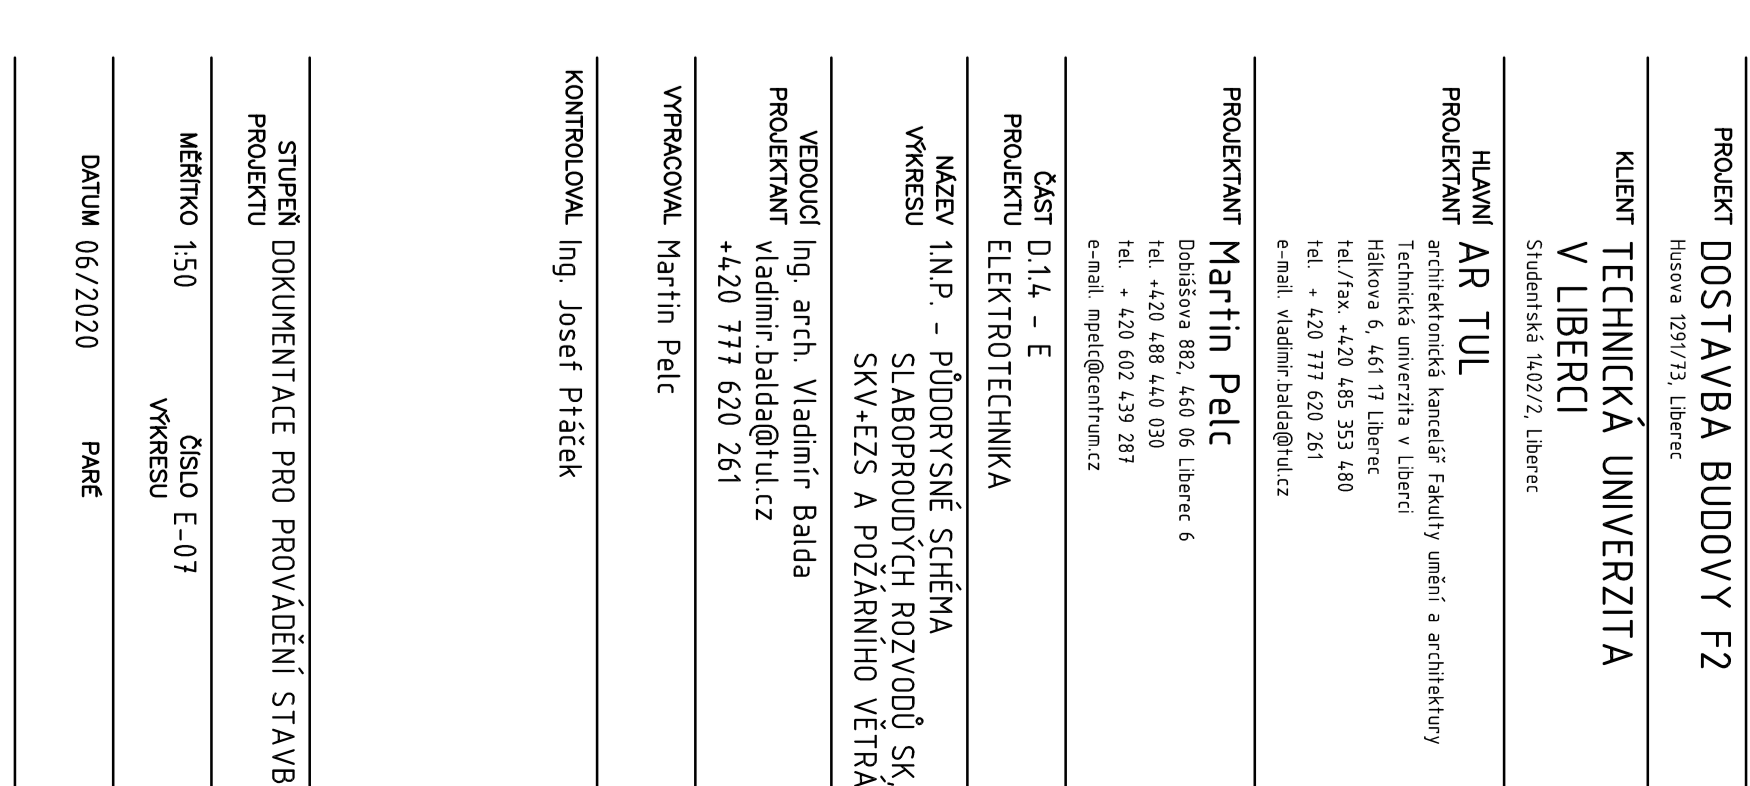 PROJEKT DOSTAVBA BUDOVY F2
Husova 1291/73, Liberec
KLIENT TECHNICKÁ UNIVERZITA
V LIBERCI
Studentská 1402/2, Liberec
HLAVNÍ
PROJEKTANT
AR TUL
architektonická kancelář Fakulty umění a architektury
Technická univerzita v Liberci
Hálkova 6, 461 17 Liberec
tel./fax. +420 485 353 480
tel. + 420 777 620 261
e-mail. vladimir.balda@tul.cz
PROJEKTANT Martin Pelc
Dobiášova 882, 460 06 Liberec 6
tel. +420 488 440 030
tel. + 420 602 439 287
e-mail. mpelc@centrum.cz
ČÁST
PROJEKTU
D.1.4 - E
ELEKTROTECHNIKA
NÁZEV
VÝKRESU
1.N.P. - PŮDORYSNÉ SCHÉMA
SLABOPROUDÝCH ROZVODŮ SK,
SKV+EZS A POŽÁRNÍHO VĚTRÁ
VEDOUCÍ
PROJEKTANT
Ing. arch. Vladimír Balda
vladimir.balda@tul.cz
+420 777 620 261
VYPRACOVAL Martin Pelc
KONTROLOVAL Ing. Josef Ptáček
STUPEŇ
PROJEKTU
DOKUMENTACE PRO PROVÁDĚNÍ STAVB
MĚŘÍTKO 1:50
ČÍSLO
VÝKRESU
E-07
DATUM 06/2020
PARÉ